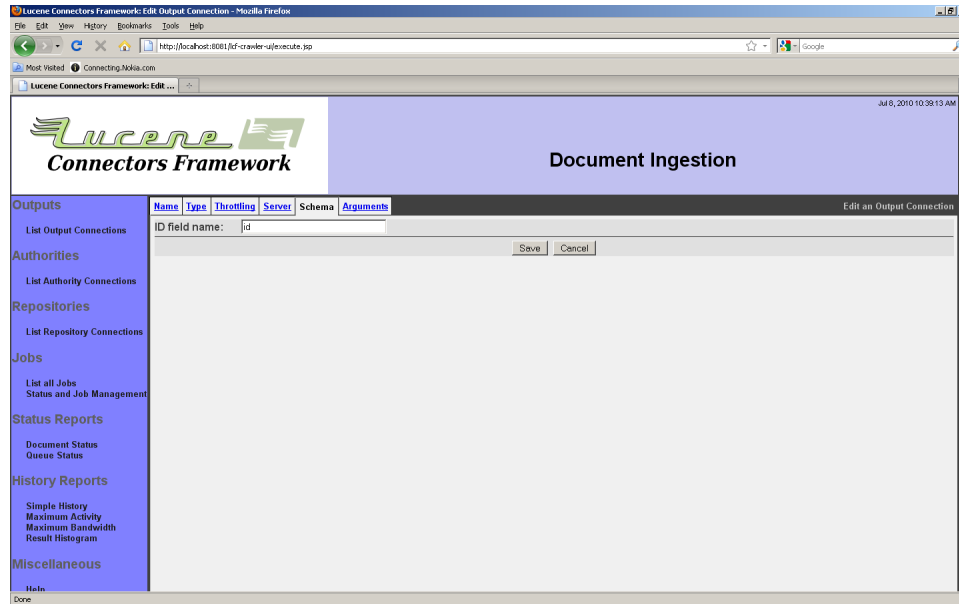 Lucene Connectors Framework: Edit Output Connection - Mozilla Firefox
File Edit View History Bookmarks Tools Help
http://localhost:8081/lcf-crawler-ui/execute.jsp
Google
Most Visited Connecting.Nokia.com
Lucene Connectors Framework: Edit ...
Jul 8, 2010 10:39:13 AM
Lucene
Connectors Framework
Document Ingestion
Outputs
List Output Connections
Authorities
List Authority Connections
Repositories
List Repository Connections
Jobs
List all Jobs
Status and Job Management
Status Reports
Document Status
Queue Status
History Reports
Simple History
Maximum Activity
Maximum Bandwidth
Result Histogram
Miscellaneous
Help
Name Type Throttling Server Schema Arguments
Edit an Output Connection
ID field name: id
Save Cancel
Done